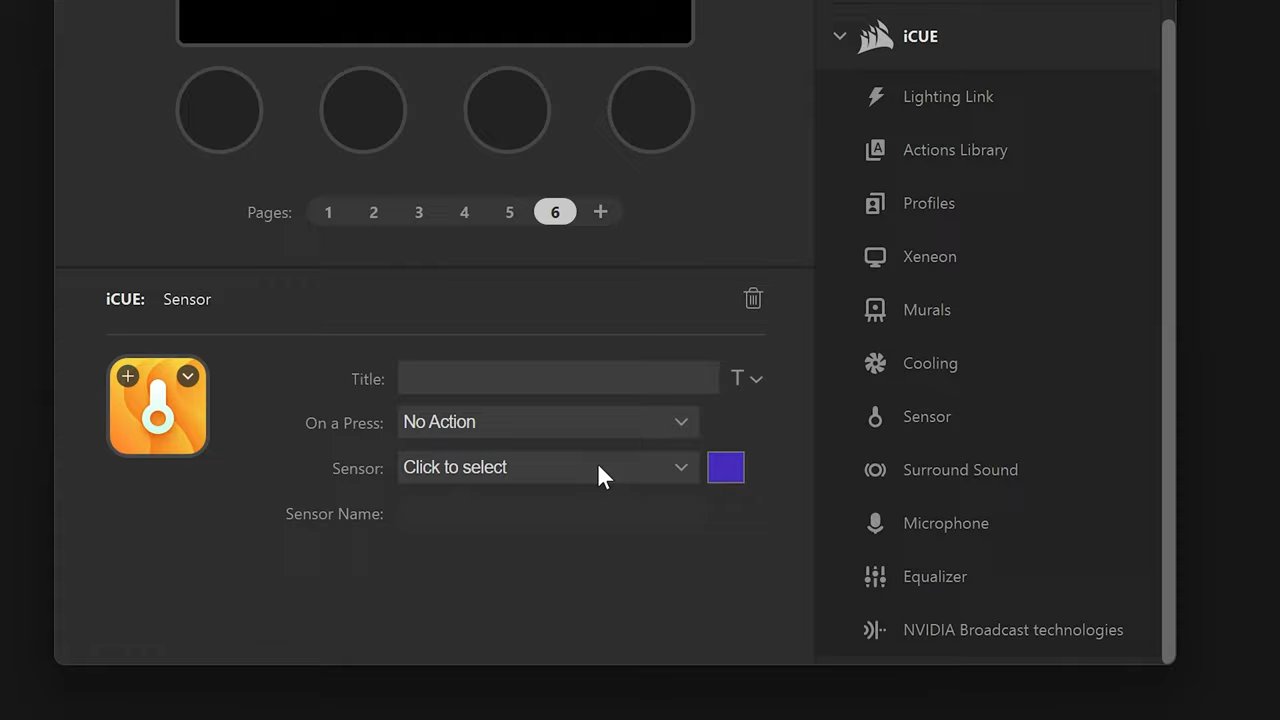 iCUE
Lighting Link
Actions Library
Profiles
Pages: 1 2 3 4 5 6 +
Xeneon
iCUE: Sensor
Murals
Cooling
Title: T
Sensor
On a Press: No Action
Sensor: Click to select
Surround Sound
Sensor Name:
Microphone
Equalizer
NVIDIA Broadcast technologies